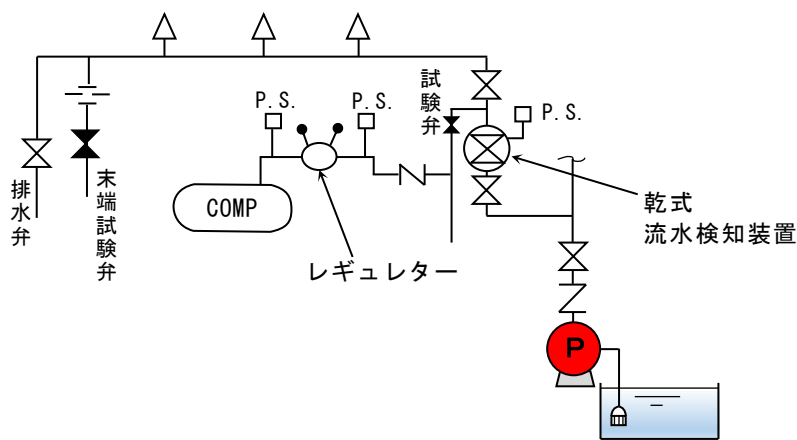 試験弁
P.S.
P.S.
P.S.
COMP
排水弁
末端試験弁
レギュレター
乾式
流水検知装置
P